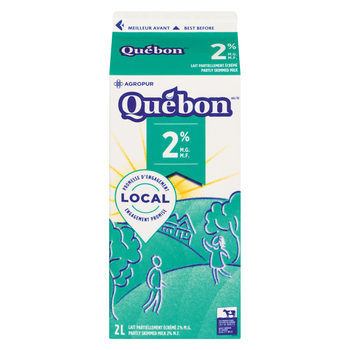 MEILLEUR AVANT ▲ BEST BEFORE
Québon
2%
M.G.
M.F.
LAIT PARTIELLEMENT ÉCRÉMÉ
PARTLY SKIMMED MILK
AGROPUR
Québon
2%
M.G.
M.F.
PROMESSE D'ENGAGEMENT
LOCAL
ENGAGEMENT PROMISE
2L
LAIT PARTIELLEMENT ÉCRÉMÉ 2% M.G.
PARTLY SKIMMED MILK 2% M.F.